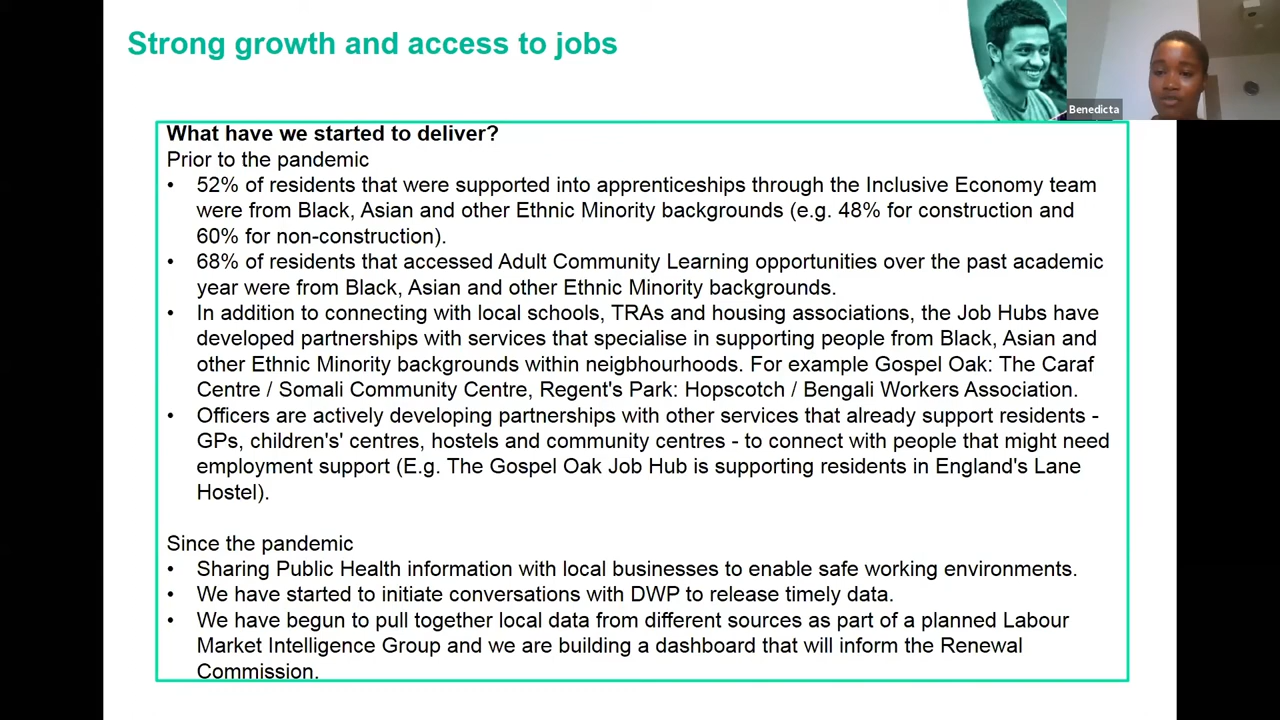 Strong growth and access to jobs
Benedicta
What have we started to deliver?
Prior to the pandemic
• 52% of residents that were supported into apprenticeships through the Inclusive Economy team
were from Black, Asian and other Ethnic Minority backgrounds (e.g. 48% for construction and
60% for non-construction).
• 68% of residents that accessed Adult Community Learning opportunities over the past academic
year were from Black, Asian and other Ethnic Minority backgrounds.
• In addition to connecting with local schools, TRAs and housing associations, the Job Hubs have
developed partnerships with services that specialise in supporting people from Black, Asian and
other Ethnic Minority backgrounds within neigbhourhoods. For example Gospel Oak: The Caraf
Centre / Somali Community Centre, Regent's Park: Hopscotch / Bengali Workers Association.
• Officers are actively developing partnerships with other services that already support residents -
GPs, children's' centres, hostels and community centres - to connect with people that might need
employment support (E.g. The Gospel Oak Job Hub is supporting residents in England's Lane
Hostel).
Since the pandemic
• Sharing Public Health information with local businesses to enable safe working environments.
• We have started to initiate conversations with DWP to release timely data.
• We have begun to pull together local data from different sources as part of a planned Labour
Market Intelligence Group and we are building a dashboard that will inform the Renewal
Commission.